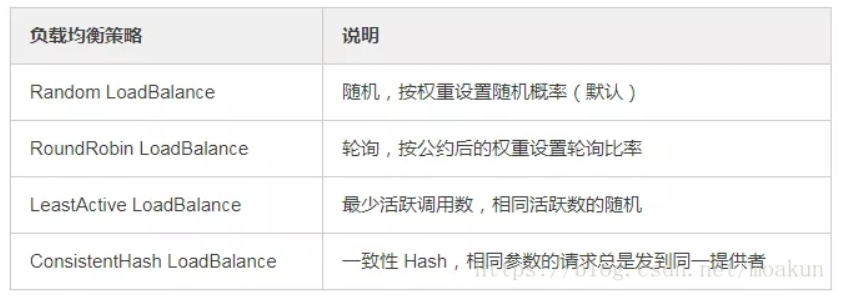 负载均衡策略 说明
Random LoadBalance 随机，按权重设置随机概率（默认）
RoundRobin LoadBalance 轮询，按公约后的权重设置轮询比率
LeastActive LoadBalance 最少活跃调用数，相同活跃数的随机
ConsistentHash LoadBalance 一致性 Hash，相同参数的请求总是发到同一提供者
https://blog.csdn.net/moakun